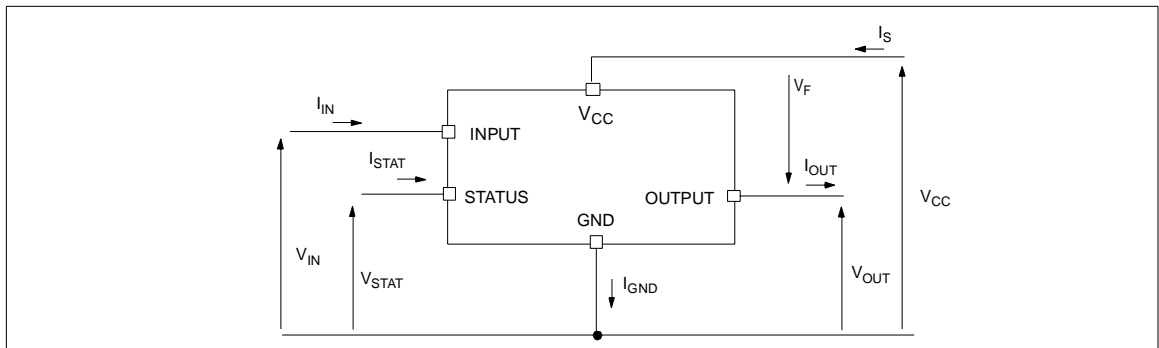 I_S
V_F
V_CC
I_IN
INPUT
I_STAT
I_OUT
STATUS
OUTPUT
V_CC
GND
V_IN
V_STAT
I_GND
V_OUT